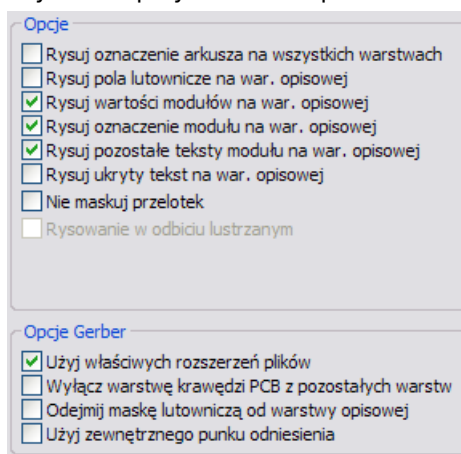 Opcje
Rysuj oznaczenie arkusza na wszystkich warstwach
Rysuj pola lutownicze na war. opisowej
Rysuj wartości modułów na war. opisowej
Rysuj oznaczenie modułu na war. opisowej
Rysuj pozostałe teksty modułu na war. opisowej
Rysuj ukryty tekst na war. opisowej
Nie maskuj przelotek
Rysowanie w odbiciu lustrzanym
Opcje Gerber
Użyj właściwych rozszerzeń plików
Wyłącz warstwę krawędzi PCB z pozostałych warstw
Odejmij maskę lutowniczą od warstwy opisowej
Użyj zewnętrznego punku odniesienia